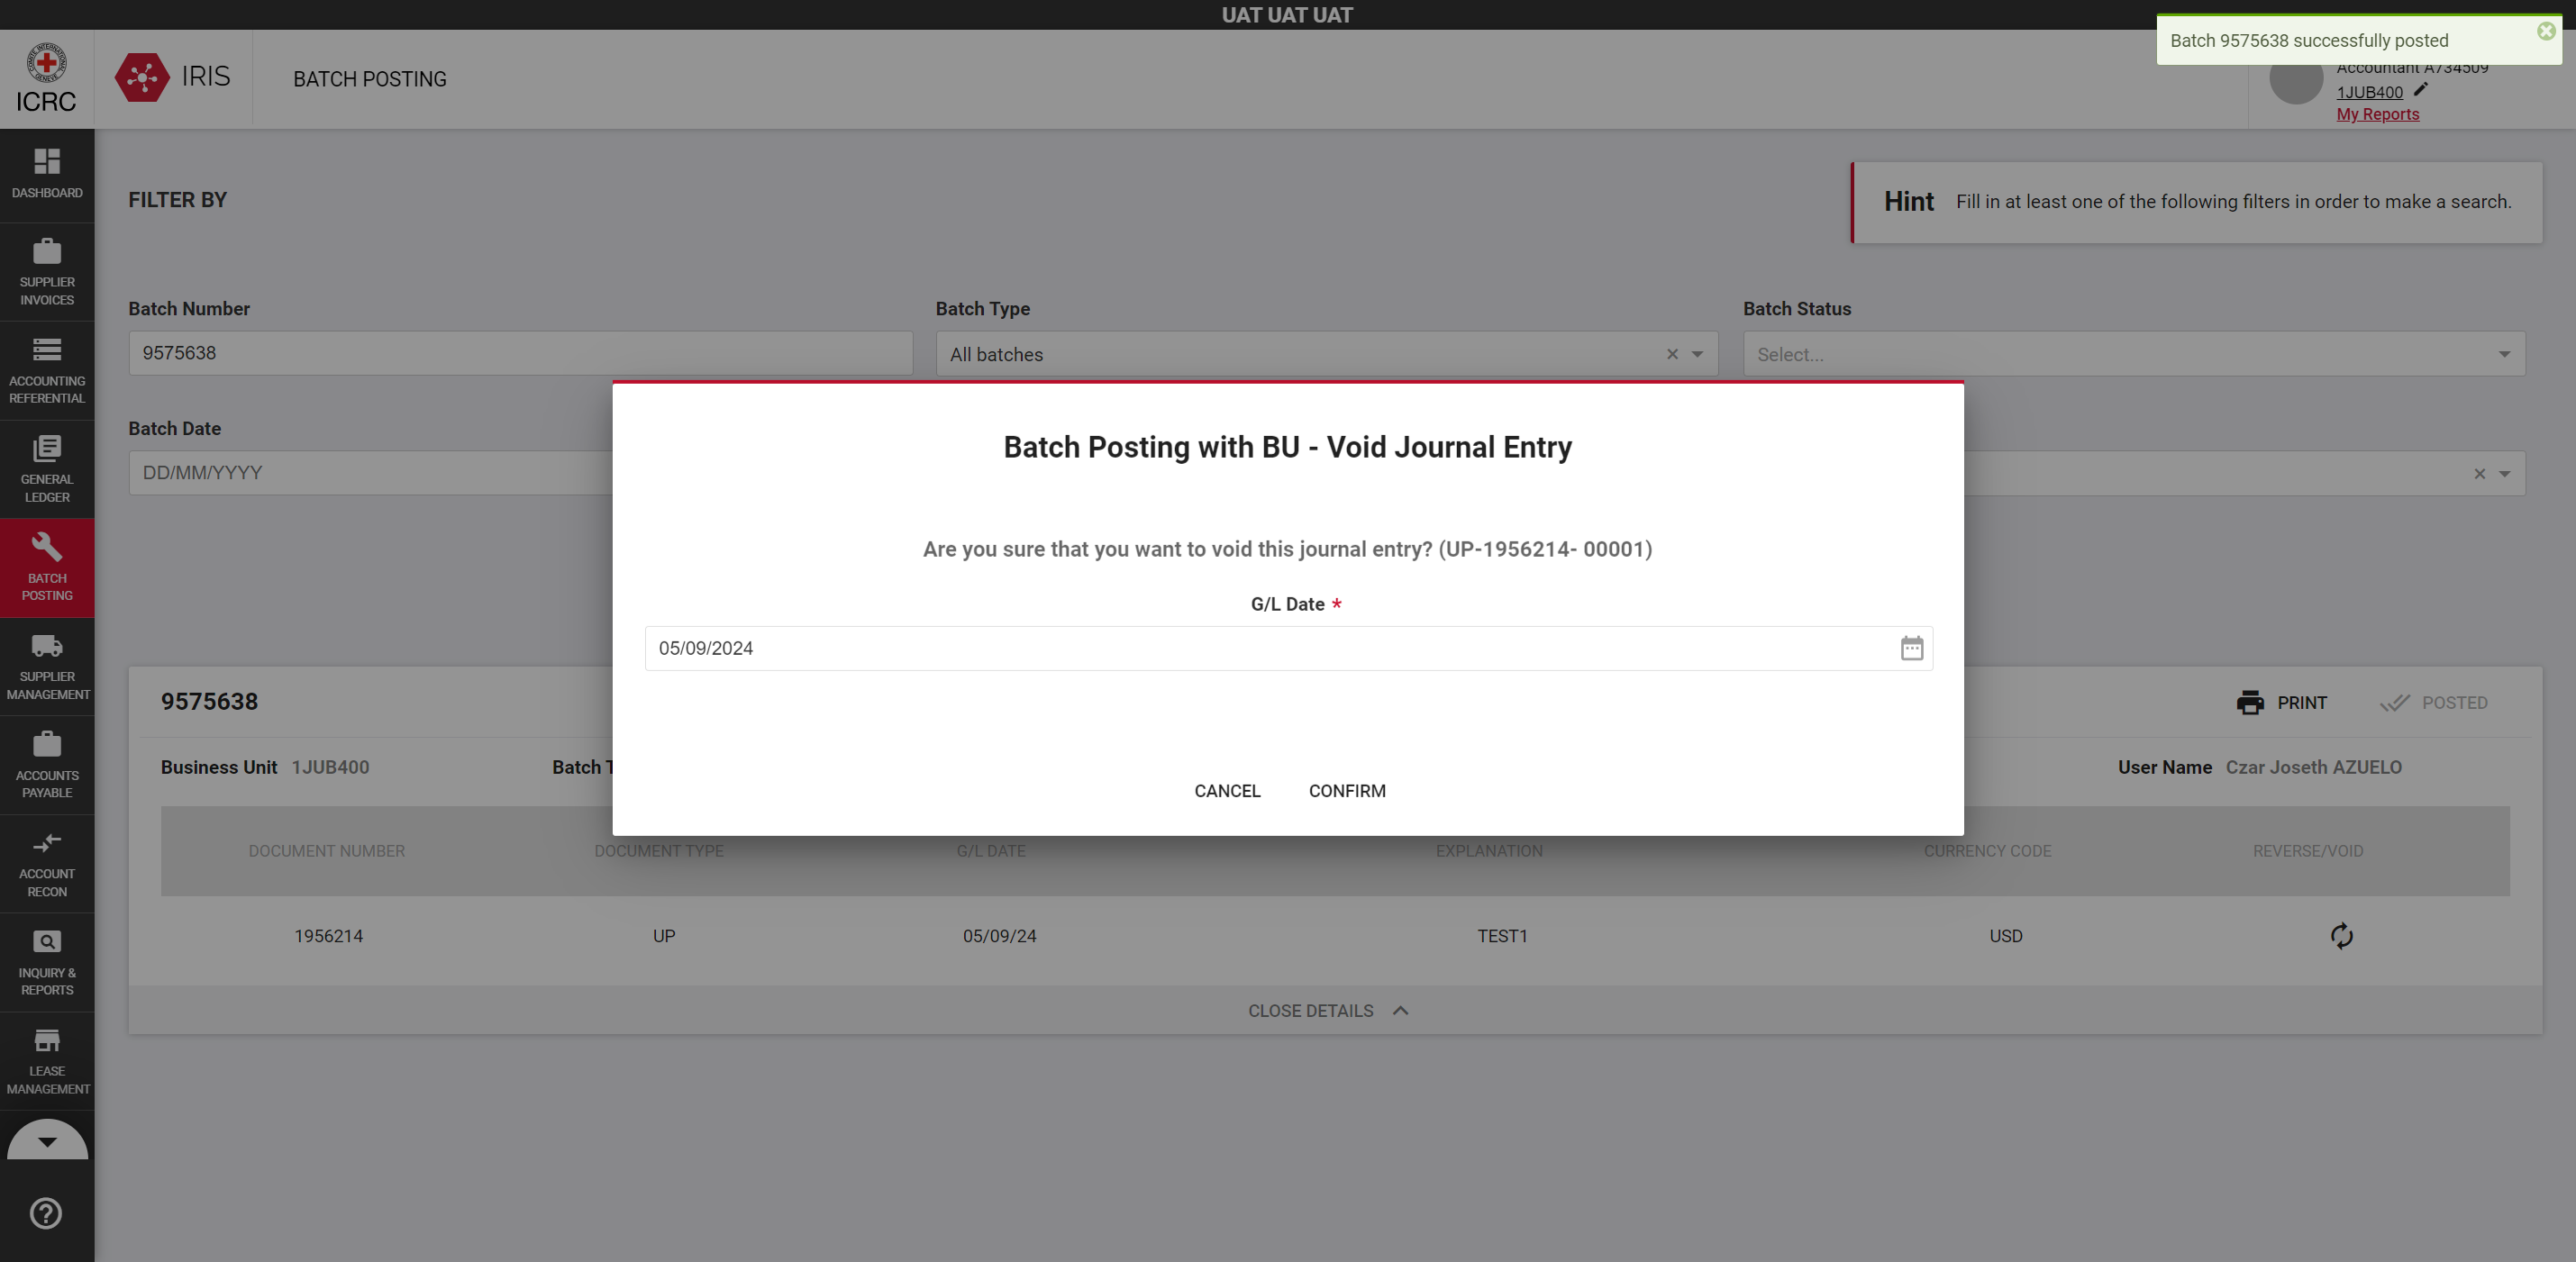 UAT UAT UAT
Batch 9575638 successfully posted
COMITE INTERNATIONAL GENEVE
ICRC
IRIS
BATCH POSTING
Accountant A734509
1JUB400
My Reports
DASHBOARD
SUPPLIER
INVOICES
ACCOUNTING
REFERENTIAL
GENERAL
LEDGER
BATCH
POSTING
SUPPLIER
MANAGEMENT
ACCOUNTS
PAYABLE
ACCOUNT
RECON
INQUIRY &
REPORTS
LEASE
MANAGEMENT
FILTER BY
Hint Fill in at least one of the following filters in order to make a search.
Batch Number Batch Type Batch Status
9575638 All batches Select...
Batch Date
DD/MM/YYYY
Batch Posting with BU - Void Journal Entry
Are you sure that you want to void this journal entry? (UP-1956214- 00001)
G/L Date *
05/09/2024
CANCEL CONFIRM
9575638 PRINT POSTED
Business Unit 1JUB400 Batch T User Name Czar Joseth AZUELO
DOCUMENT NUMBER DOCUMENT TYPE G/L DATE EXPLANATION CURRENCY CODE REVERSE/VOID
1956214 UP 05/09/24 TEST1 USD
CLOSE DETAILS